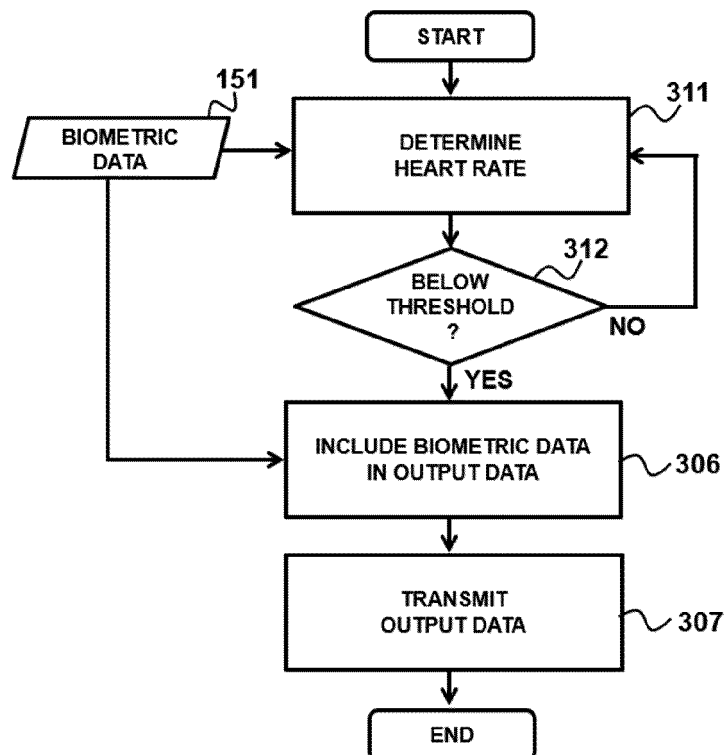 START
151
311
BIOMETRIC
DATA
DETERMINE
HEART RATE
312
BELOW
THRESHOLD
?
NO
YES
INCLUDE BIOMETRIC DATA
IN OUTPUT DATA
306
TRANSMIT
OUTPUT DATA
307
END